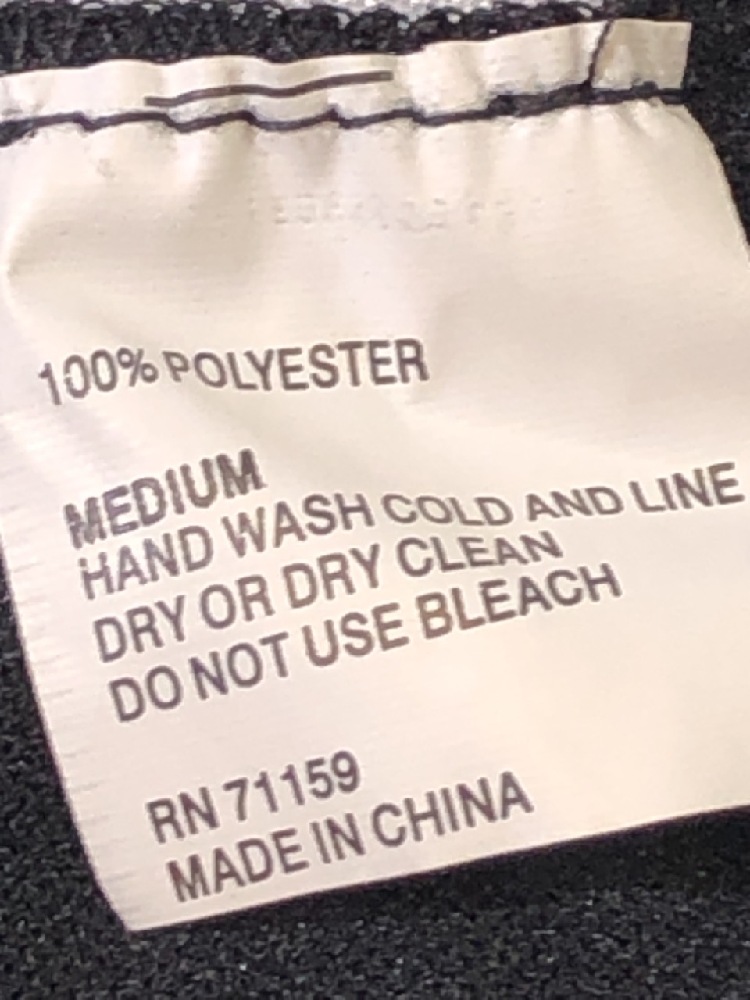 100% POLYESTER
MEDIUM
HAND WASH COLD AND LINE
DRY OR DRY CLEAN
DO NOT USE BLEACH
RN 71159
MADE IN CHINA